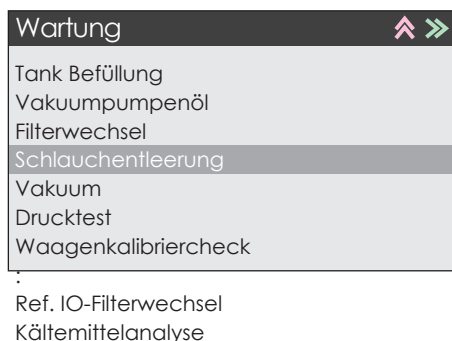 Wartung
Tank Befüllung
Vakuumpumpenöl
Filterwechsel
Schlauchentleerung
Vakuum
Drucktest
Waagenkalibriercheck
:
Ref. IO-Filterwechsel
Kältemittelanalyse